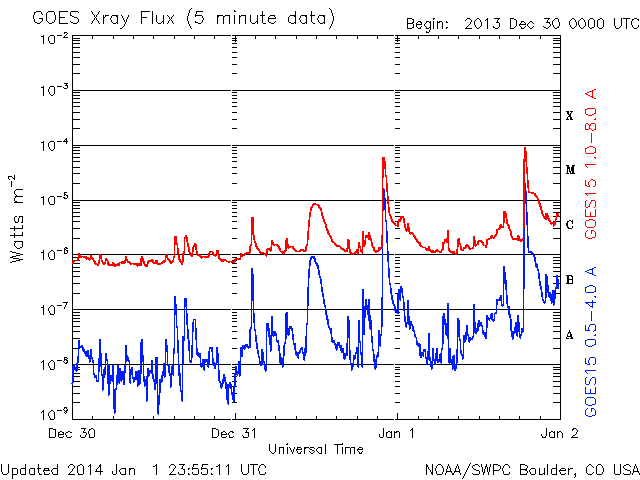 GOES Xray Flux (5 minute data)
Begin: 2013 Dec 30 0000 UTC
10⁻²
10⁻³
10⁻⁴
10⁻⁵
10⁻⁶
10⁻⁷
10⁻⁸
10⁻⁹
Watts m⁻²
X
M
C
B
A
GOES15 1.0-8.0 A
GOES15 0.5-4.0 A
Dec 30
Dec 31
Jan 1
Jan 2
Universal Time
Updated 2014 Jan 1 23:55:11 UTC
NOAA/SWPC Boulder, CO USA